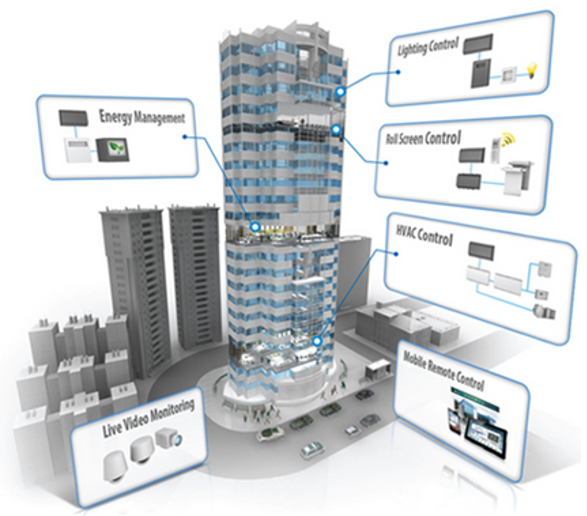 Lighting Control
Energy Management
Roll Screen Control
HVAC Control
Mobile Remote Control
Live Video Monitoring